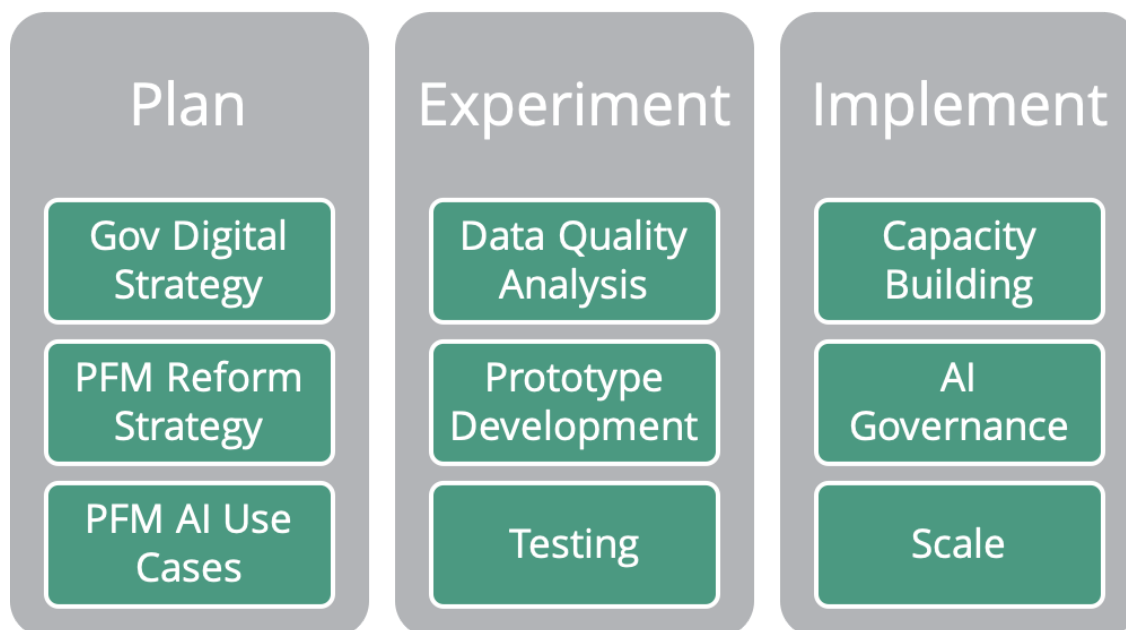 Plan
Gov Digital
Strategy
PFM Reform
Strategy
PFM AI Use
Cases
Experiment
Data Quality
Analysis
Prototype
Development
Testing
Implement
Capacity
Building
AI
Governance
Scale